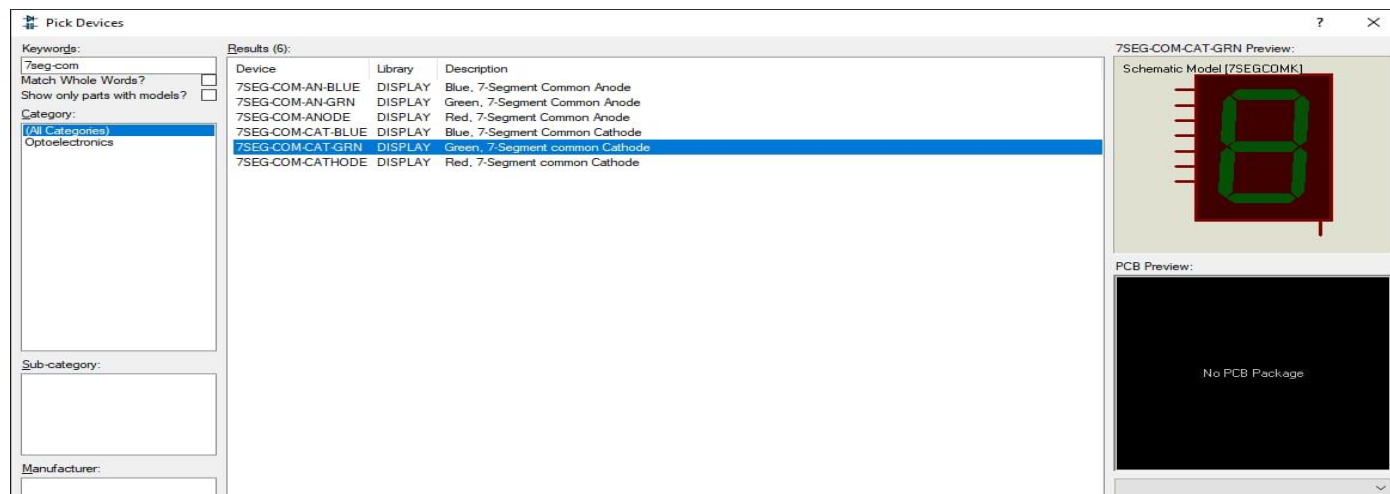 Pick Devices
? ×
Keywords:
7seg-com
Match Whole Words?
Show only parts with models?
Category:
(All Categories)
Optoelectronics
Sub-category:
Manufacturer:
Results (6):
Device Library Description
7SEG-COM-AN-BLUE DISPLAY Blue, 7-Segment Common Anode
7SEG-COM-AN-GRN DISPLAY Green, 7-Segment Common Anode
7SEG-COM-ANODE DISPLAY Red, 7-Segment Common Anode
7SEG-COM-CAT-BLUE DISPLAY Blue, 7-Segment Common Cathode
7SEG-COM-CAT-GRN DISPLAY Green, 7-Segment common Cathode
7SEG-COM-CATHODE DISPLAY Red, 7-Segment common Cathode
7SEG-COM-CAT-GRN Preview:
Schematic Model [7SEGCOMK]
PCB Preview:
No PCB Package